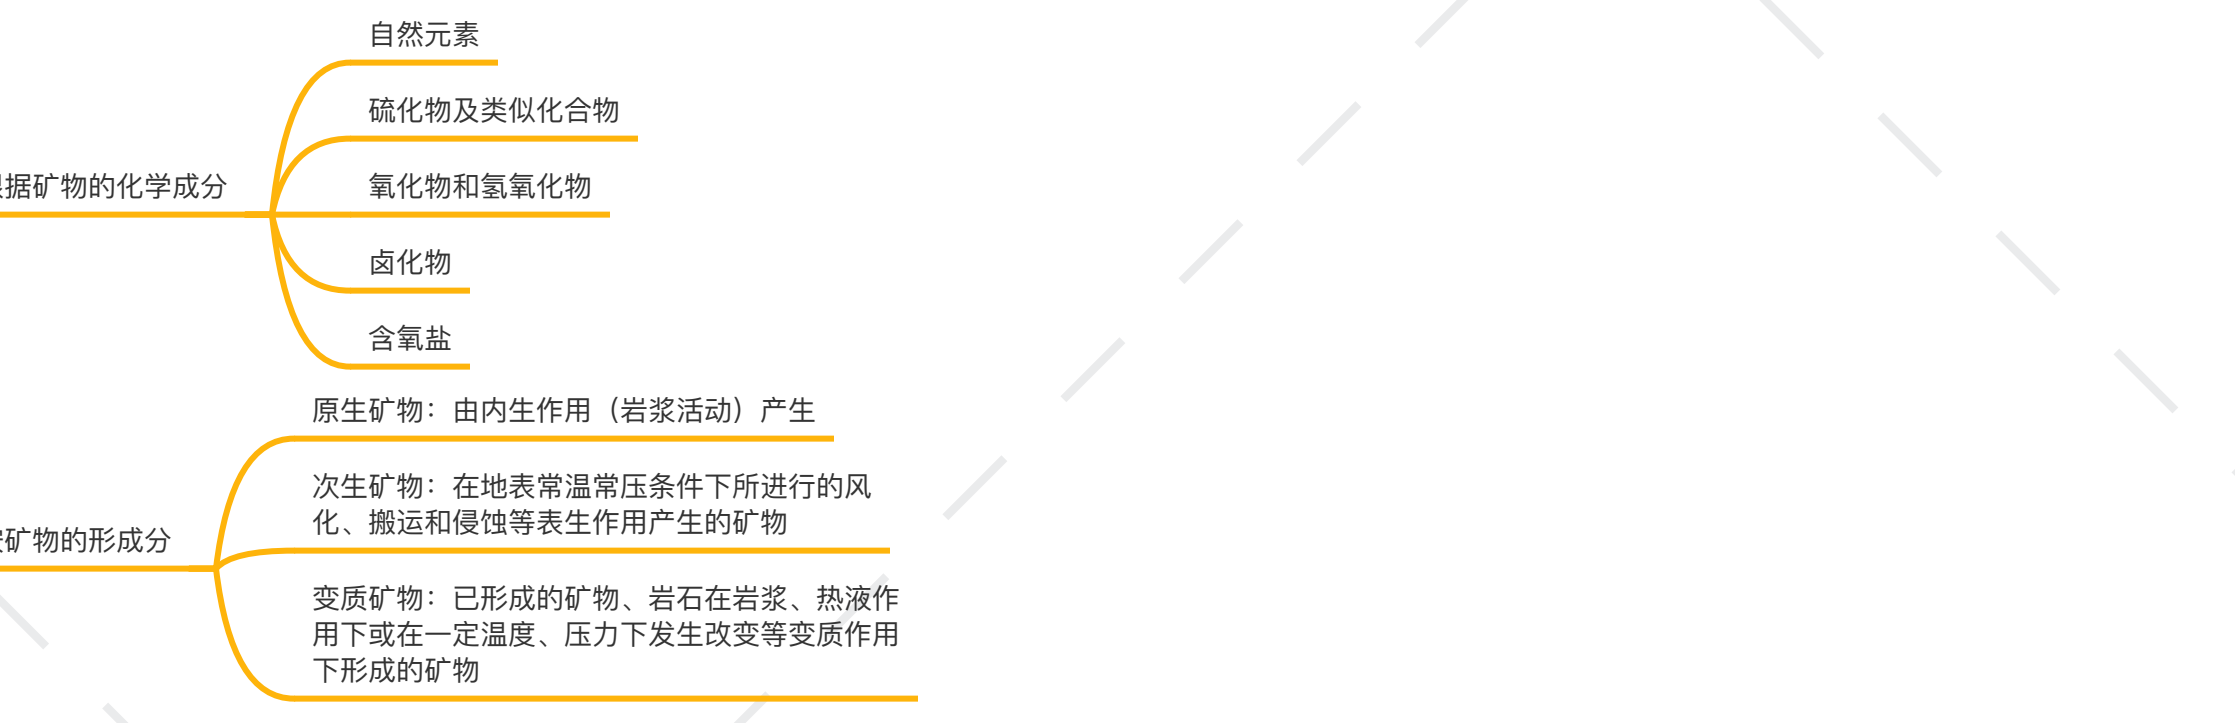 自然元素
硫化物及类似化合物
根据矿物的化学成分
氧化物和氢氧化物
卤化物
含氧盐
原生矿物：由内生作用（岩浆活动）产生
次生矿物：在地表常温常压条件下所进行的风
化、搬运和侵蚀等表生作用产生的矿物
按矿物的形成分
变质矿物：已形成的矿物、岩石在岩浆、热液作
用下或在一定温度、压力下发生改变等变质作用
下形成的矿物